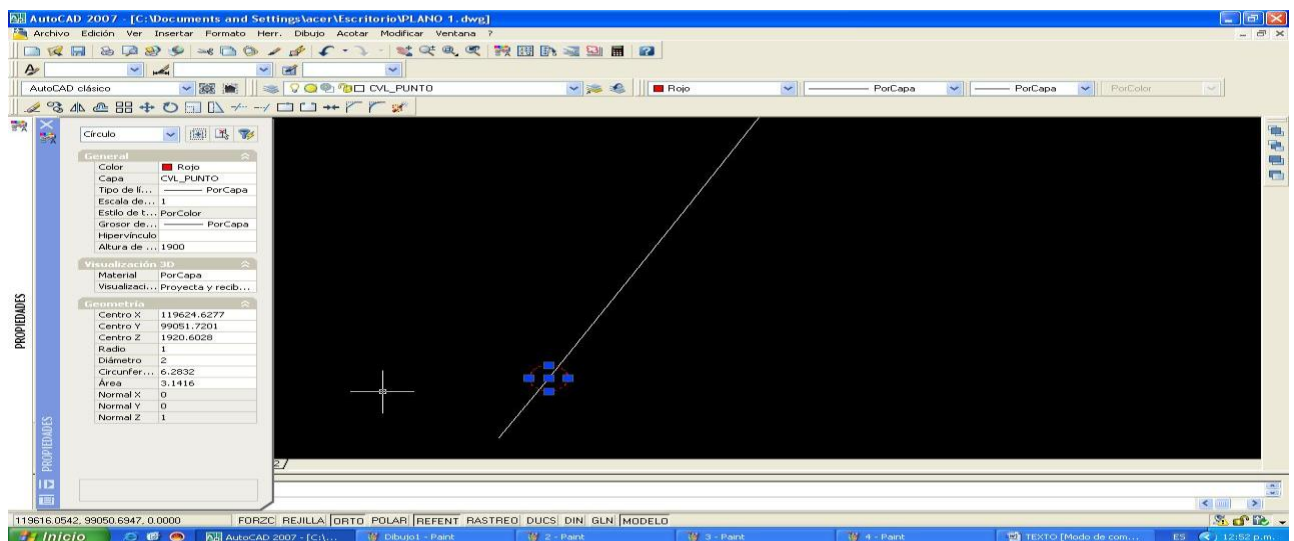 AutoCAD 2007 - [C:\Documents and Settings\acer\Escritorio\PLANO 1.dwg]
Archivo Edición Ver Insertar Formato Herr. Dibujo Acotar Modificar Ventana ?
AutoCAD clásico CVL_PUNTO Rojo PorCapa PorCapa PorColor
Círculo
General
Color Rojo
Capa CVL_PUNTO
Tipo de lí... PorCapa
Escala de... 1
Estilo de t... PorColor
Grosor de... PorCapa
Hipervínculo
Altura de ... 1900
Visualización 3D
Material PorCapa
Visualizaci... Proyecta y recib...
Geometría
Centro X 119624.6277
Centro Y 99051.7201
Centro Z 1920.6028
Radio 1
Diámetro 2
Circunfer... 6.2832
Área 3.1416
Normal X 0
Normal Y 0
Normal Z 1
PROPIEDADES
PROPIEDADES
2
119616.0542, 99050.6947, 0.0000 FORZC REJILLA ORTO POLAR REFENT RASTREO DUCS DIN GLN MODELO
Inicio AutoCAD 2007 - [C:\... Dibujo1 - Paint 2 - Paint 3 - Paint 4 - Paint TEXTO [Modo de com... ES 12:52 p.m.